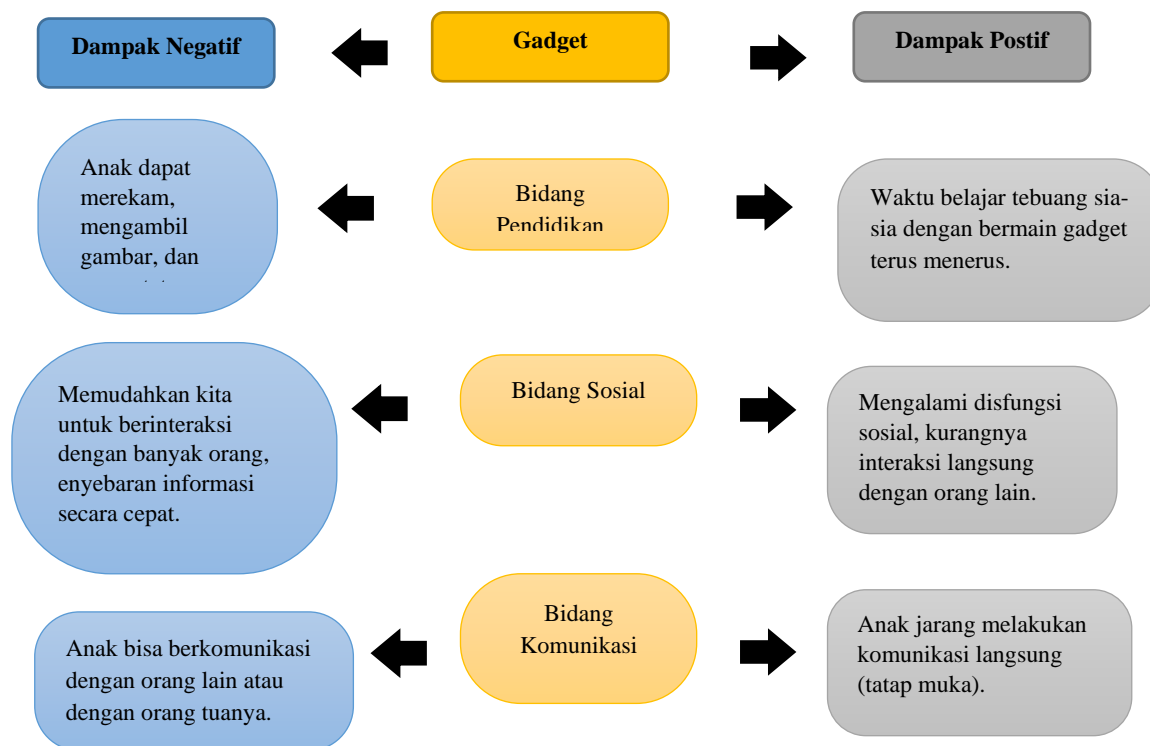 Dampak Negatif
Gadget
Dampak Postif
Anak dapat
merekam,
mengambil
gambar, dan
Bidang
Pendidikan
Waktu belajar tebuang sia-
sia dengan bermain gadget
terus menerus.
Memudahkan kita
untuk berinteraksi
dengan banyak orang,
enyebaran informasi
secara cepat.
Bidang Sosial
Mengalami disfungsi
sosial, kurangnya
interaksi langsung
dengan orang lain.
Anak bisa berkomunikasi
dengan orang lain atau
dengan orang tuanya.
Bidang
Komunikasi
Anak jarang melakukan
komunikasi langsung
(tatap muka).